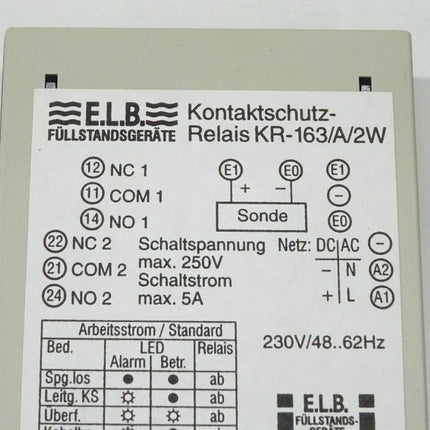 E.L.B.
FÜLLSTANDSGERÄTE
Kontaktschutz-
Relais KR-163/A/2W
12 NC 1
11 COM 1
14 NO 1
E1 E0 E1
+ - -
Sonde
E0
22 NC 2
21 COM 2
24 NO 2
Schaltspannung
max. 250V
Schaltstrom
max. 5A
Netz: DC AC -
- N A2
+ L A1
230V/48..62Hz
Arbeitsstrom / Standard
Bed. LED Relais
Alarm Betr.
Spg.los ab
Leitg. KS ab
Überf. ab
E.L.B.
FÜLLSTANDS-
GERÄTE